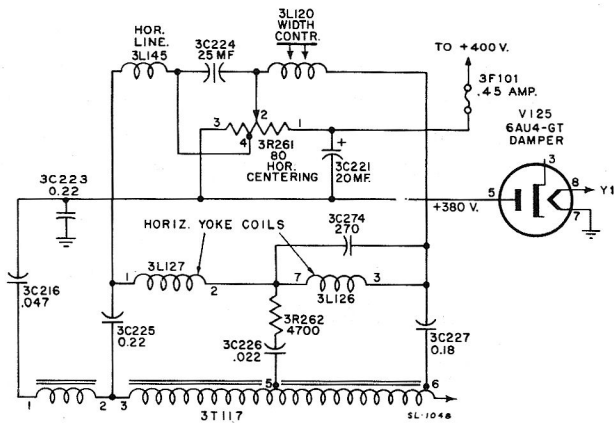 HOR.
LINE.
3L145
3C224
25 MF
3L120
WIDTH
CONTR.
TO +400 V.
3F101
.45 AMP.
V125
6AU4-GT
DAMPER
3
2
4
1
3R261
80
HOR.
CENTERING
+
3C221
20 MF.
3
5
8
7
Y1
3C223
0.22
+380 V.
HORIZ. YOKE COILS
3C274
270
1
3L127
2
7
3L126
3
3C216
.047
3C225
0.22
3R262
4700
3C226
.022
3C227
0.18
1
2
3
5
6
3T117
SL-1048